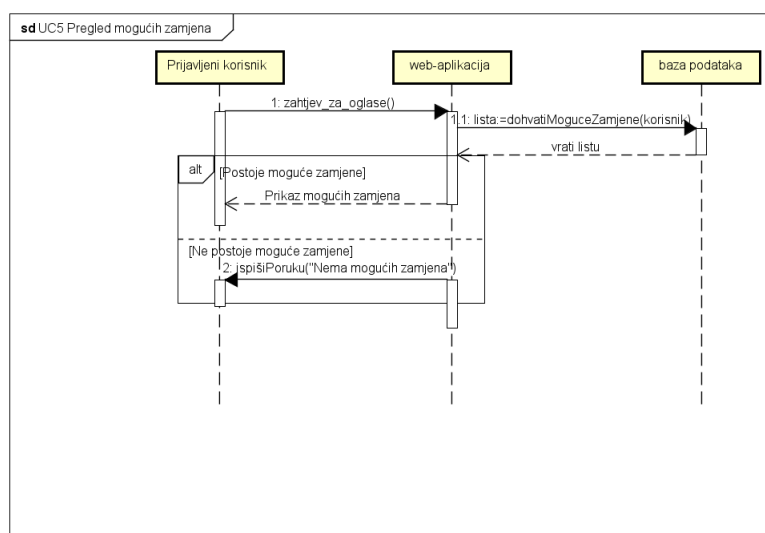 sd UC5 Pregled mogućih zamjena
Prijavljeni korisnik
web-aplikacija
baza podataka
1: zahtjev_za_oglase()
1.1: lista:=dohvatiMoguceZamjene(korisnik)
vrati listu
alt
[Postoje moguće zamjene]
Prikaz mogućih zamjena
[Ne postoje moguće zamjene]
2: ispišiPoruku("Nema mogućih zamjena")